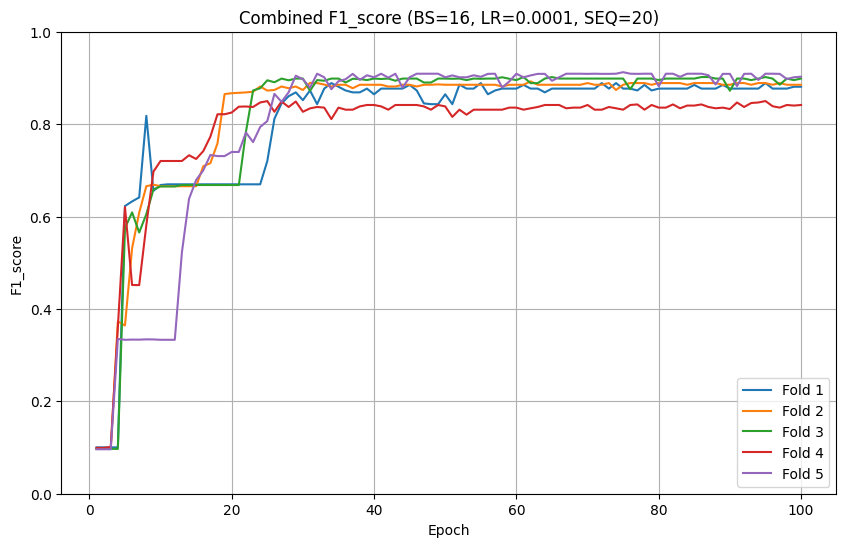 Combined F1_score (BS=16, LR=0.0001, SEQ=20)
F1_score
1.0
0.8
0.6
0.4
0.2
0.0
0
20
40
60
80
100
Epoch
Fold 1
Fold 2
Fold 3
Fold 4
Fold 5